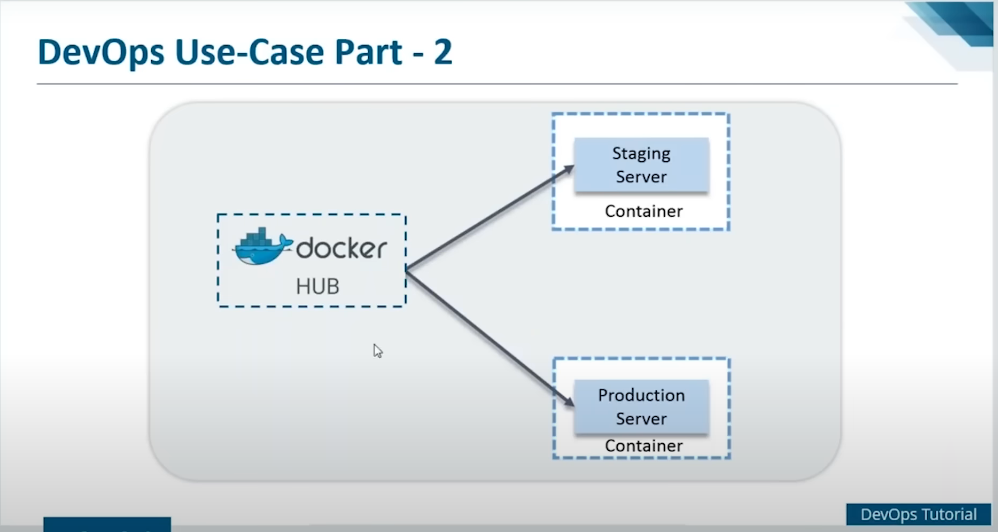 DevOps Use-Case Part - 2
Staging
Server
Container
docker
HUB
Production
Server
Container
DevOps Tutorial